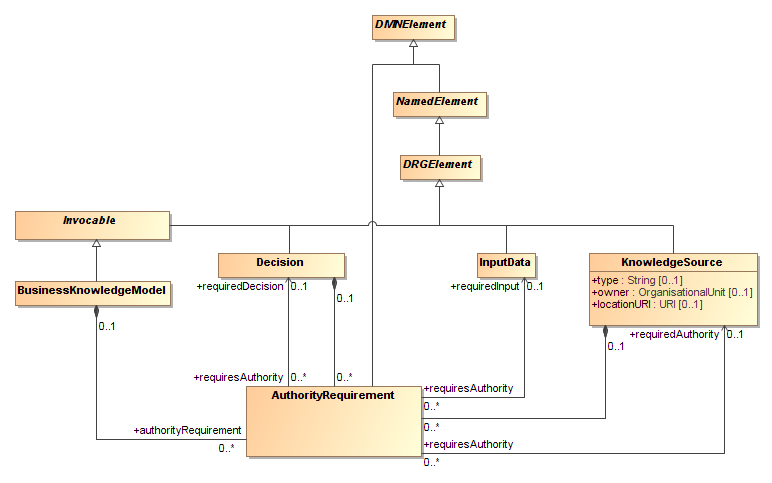 DMNElement
NamedElement
DRGElement
Invocable
Decision
InputData
KnowledgeSource
+type : String [0..1]
+owner : OrganisationalUnit [0..1]
+locationURI : URI [0..1]
BusinessKnowledgeModel
+requiredDecision
0..1
0..1
+requiredInput
0..1
0..1
0..1
+requiredAuthority
0..1
+requiresAuthority
0..*
0..*
AuthorityRequirement
+requiresAuthority
0..*
0..*
+authorityRequirement
0..*
+requiresAuthority
0..*